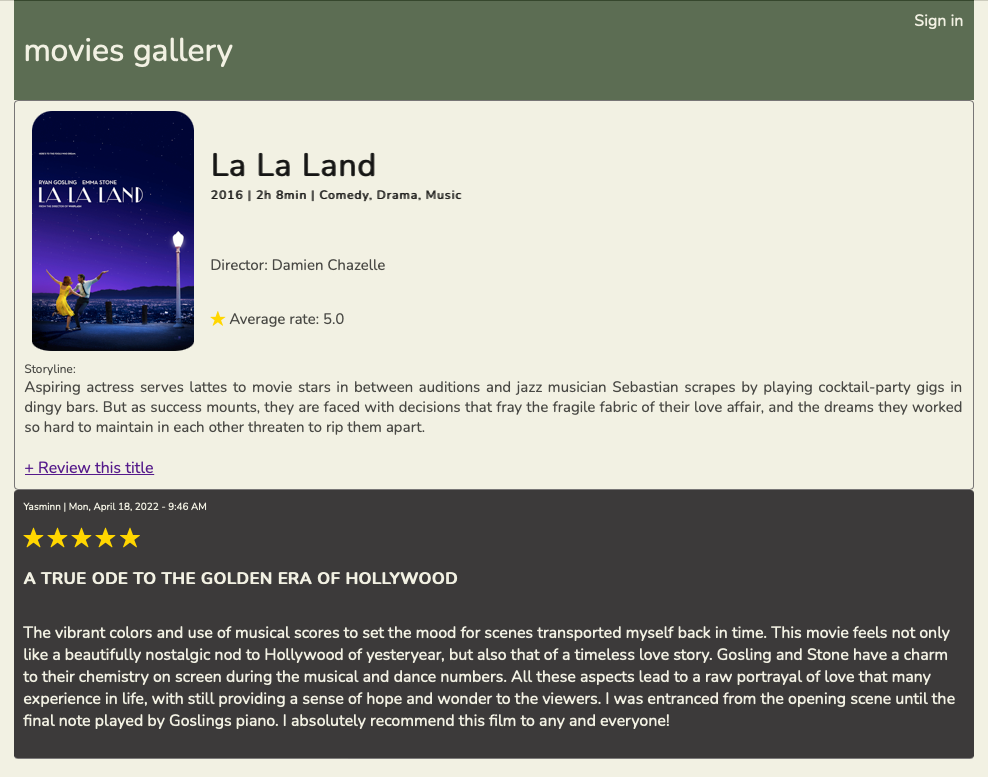 Sign in
movies gallery
RYAN GOSLING EMMA STONE
LA LA LAND
La La Land
2016 | 2h 8min | Comedy, Drama, Music
Director: Damien Chazelle
Average rate: 5.0
Storyline:
Aspiring actress serves lattes to movie stars in between auditions and jazz musician Sebastian scrapes by playing cocktail-party gigs in
dingy bars. But as success mounts, they are faced with decisions that fray the fragile fabric of their love affair, and the dreams they worked
so hard to maintain in each other threaten to rip them apart.
+ Review this title
Yasminn | Mon, April 18, 2022 - 9:46 AM
A TRUE ODE TO THE GOLDEN ERA OF HOLLYWOOD
The vibrant colors and use of musical scores to set the mood for scenes transported myself back in time. This movie feels not only
like a beautifully nostalgic nod to Hollywood of yesteryear, but also that of a timeless love story. Gosling and Stone have a charm
to their chemistry on screen during the musical and dance numbers. All these aspects lead to a raw portrayal of love that many
experience in life, with still providing a sense of hope and wonder to the viewers. I was entranced from the opening scene until the
final note played by Goslings piano. I absolutely recommend this film to any and everyone!